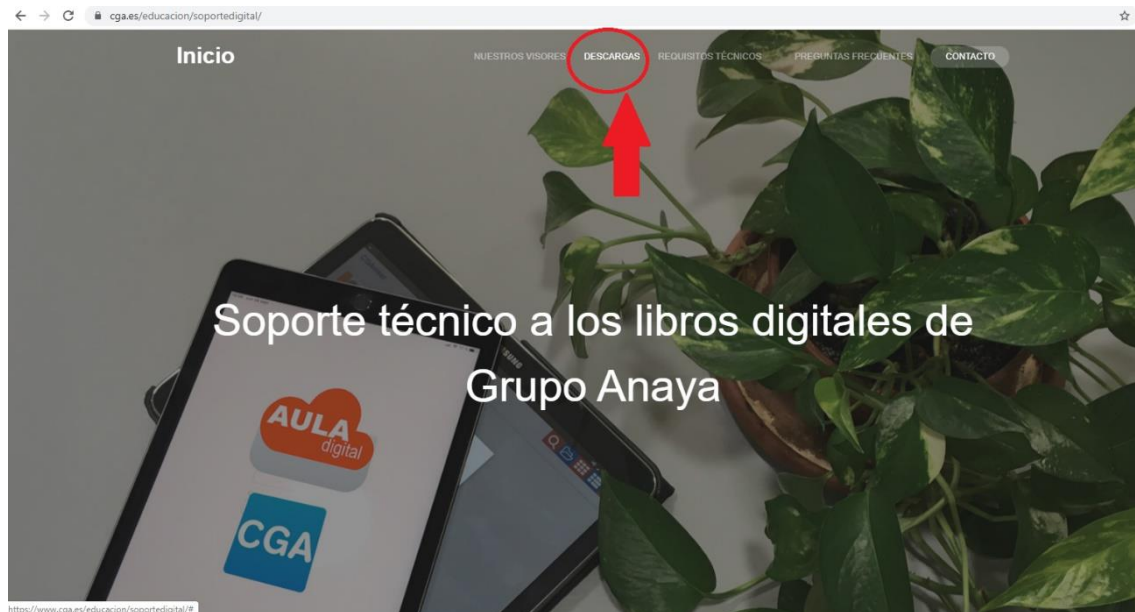 cga.es/educacion/soportedigital/
Inicio
NUESTROS VISORES DESCARGAS REQUISITOS TÉCNICOS PREGUNTAS FRECUENTES CONTACTO
Soporte técnico a los libros digitales de
Grupo Anaya
SAMSUNG
AULA
digital
CGA
https://www.cga.es/educacion/soportedigital/#